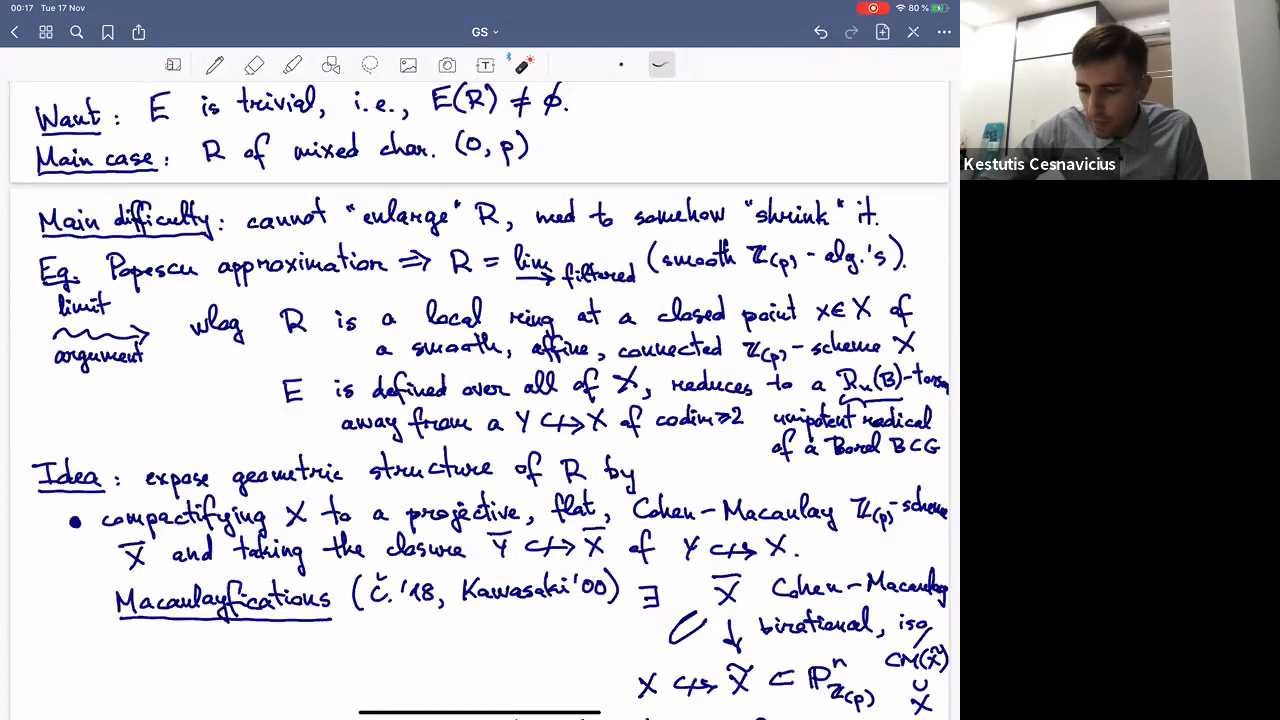 00:17 Tue 17 Nov
80 %
GS
Want : E is trivial, i.e., E(R) ≠ ∅.
Main case : R of mixed char. (0, p)
Main difficulty : cannot "enlarge" R, need to somehow "shrink" it.
Eg. Popescu approximation ⟹ R = lim→ filtered (smooth ℤ(p) - alg.'s).
limit argument ⇝ wlog R is a local ring at a closed point x∈X of
a smooth, affine, connected ℤ(p)-scheme X
E is defined over all of X, reduces to a Ru(B)-torsor
away from a Y ↪ X of codim ≥ 2 unipotent radical
of a Borel B⊂G
Idea : expose geometric structure of R by
• compactifying X to a projective, flat, Cohen-Macaulay ℤ(p)-scheme
X̄ and taking the closure Ȳ ↪ X̄ of Y ↪ X.
Macaulayfications (Č. '18, Kawasaki '00) ∃ X̄ Cohen-Macaulay
↓ birational, iso/
CM(X̃)
∪
X
X ↪ X̃ ⊂ ℙⁿ ℤ(p)
Kestutis Cesnavicius